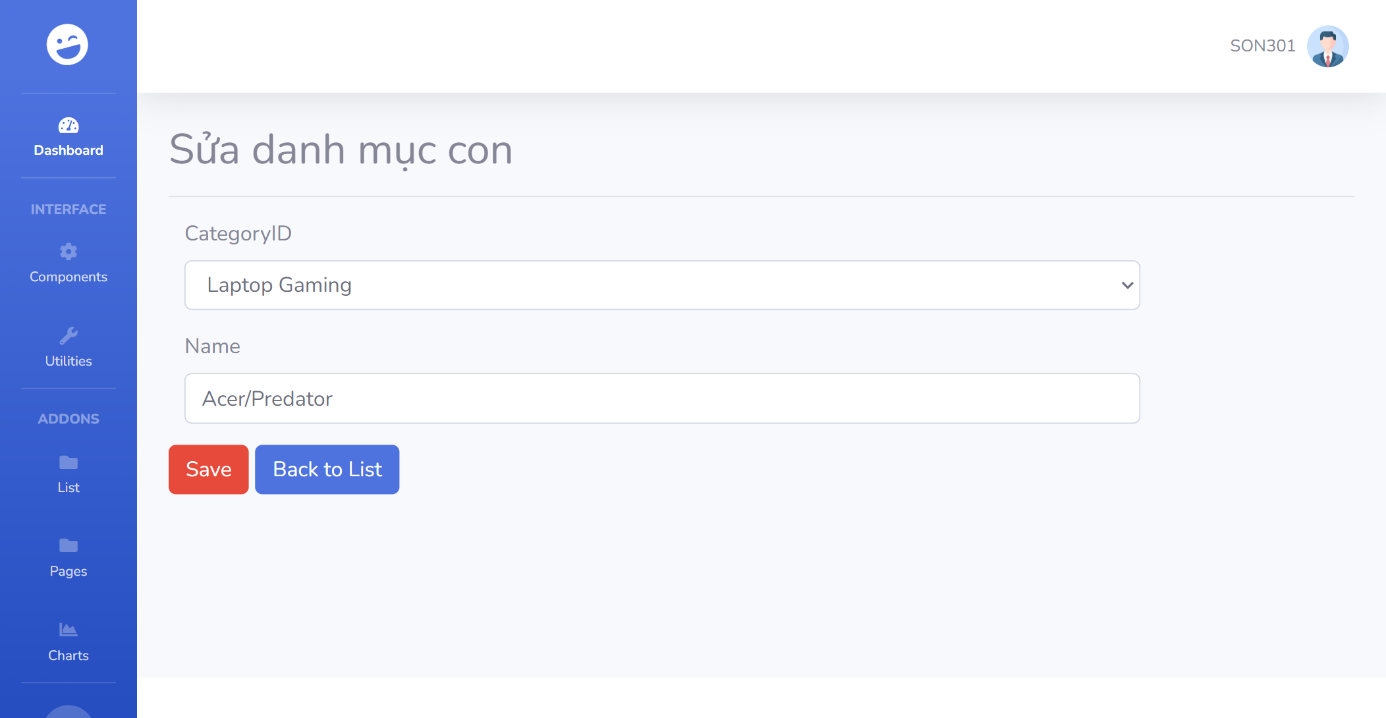 SON301
Dashboard
INTERFACE
Components
Utilities
ADDONS
List
Pages
Charts
Sửa danh mục con
CategoryID
Laptop Gaming
Name
Acer/Predator
Save
Back to List